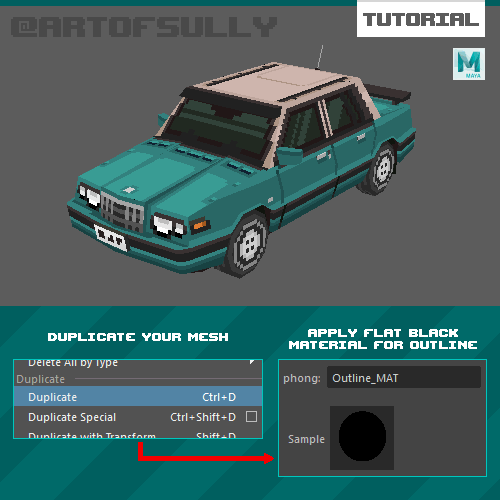 @ARTOFSULLY
TUTORIAL
M
MAYA
DUPLICATE YOUR MESH
APPLY FLAT BLACK
MATERIAL FOR OUTLINE
Delete All by Type
Duplicate
Duplicate Ctrl+D
Duplicate Special Ctrl+Shift+D
Duplicate with Transform Shift+D
phong: Outline_MAT
Sample